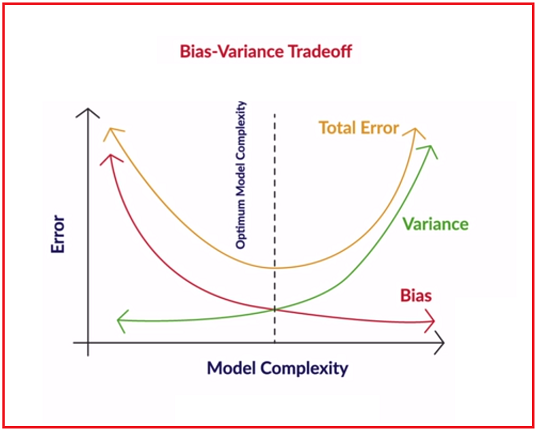 Bias-Variance Tradeoff
Optimum Model Complexity
Total Error
Variance
Error
Bias
Model Complexity